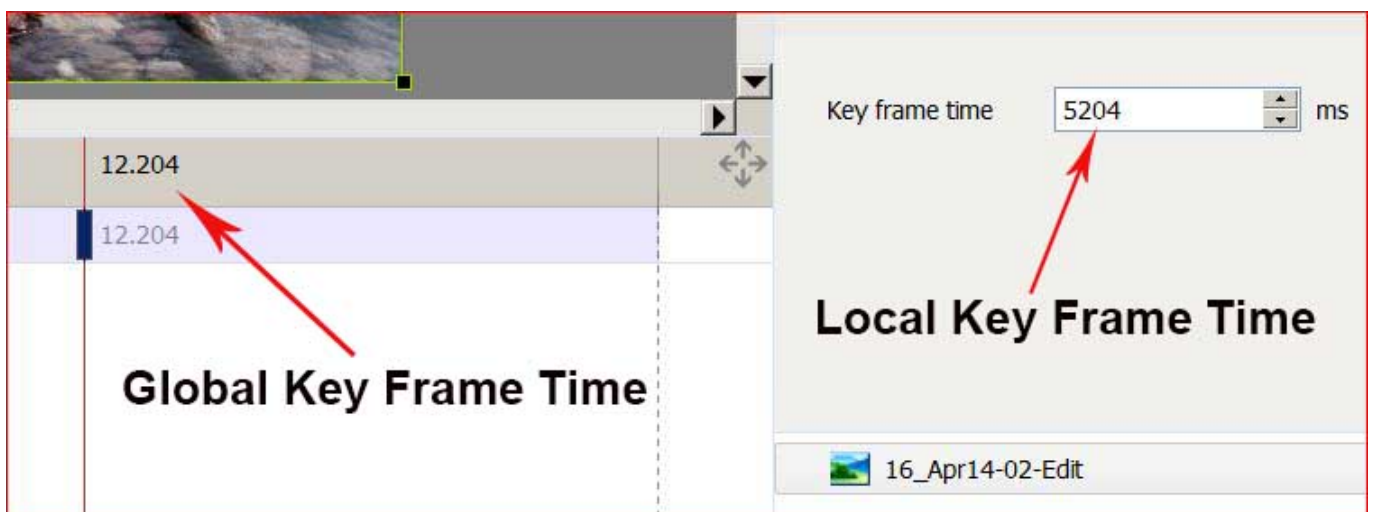 Key frame time 5204 ms
12.204
12.204
Local Key Frame Time
Global Key Frame Time
16_Apr14-02-Edit